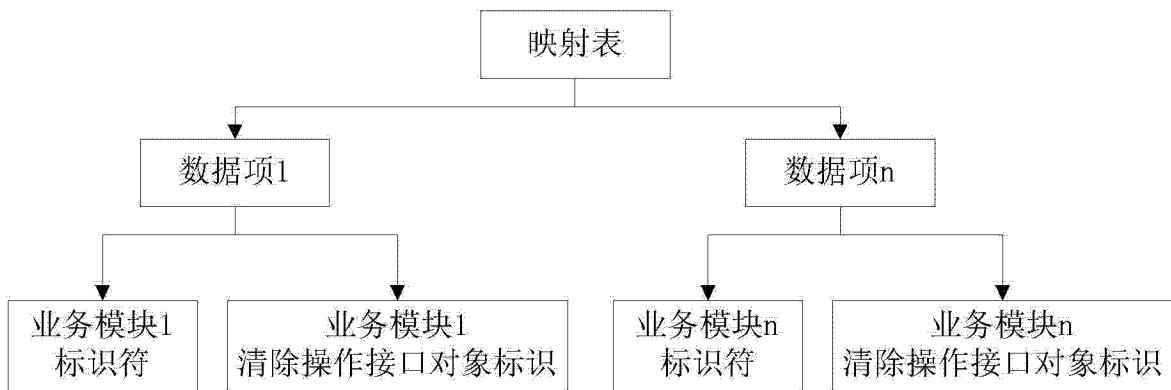 映射表
数据项1
数据项n
业务模块1
标识符
业务模块1
清除操作接口对象标识
业务模块n
标识符
业务模块n
清除操作接口对象标识